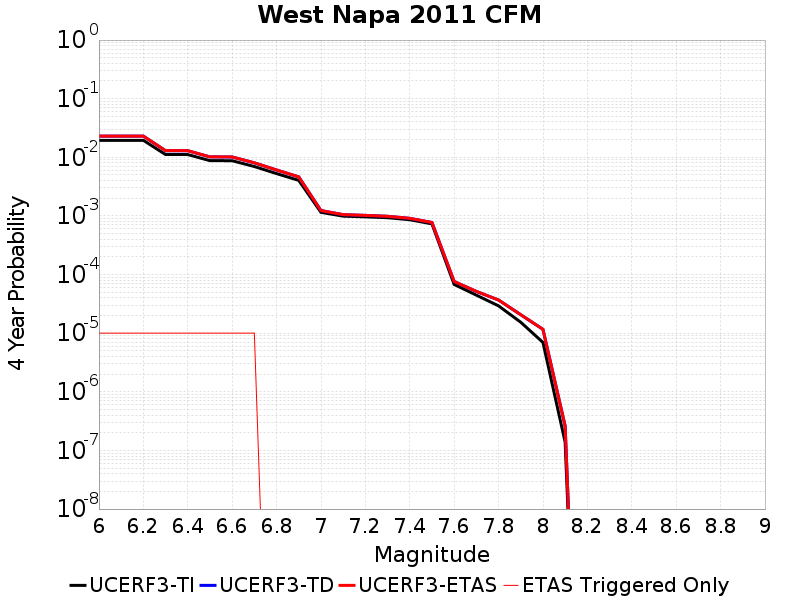 West Napa 2011 CFM
10^0
10^-1
10^-2
10^-3
10^-4
10^-5
10^-6
10^-7
10^-8
4 Year Probability
6 6.2 6.4 6.6 6.8 7 7.2 7.4 7.6 7.8 8 8.2 8.4 8.6 8.8 9
Magnitude
UCERF3-TI UCERF3-TD UCERF3-ETAS ETAS Triggered Only